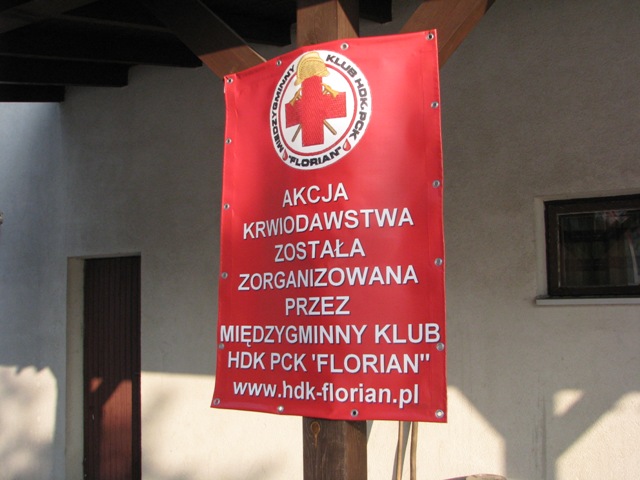 MIĘDZYGMINNY KLUB HDK-PCK
"FLORIAN"
AKCJA
KRWIODAWSTWA
ZOSTAŁA
ZORGANIZOWANA
PRZEZ
MIĘDZYGMINNY KLUB
HDK PCK 'FLORIAN"
www.hdk-florian.pl